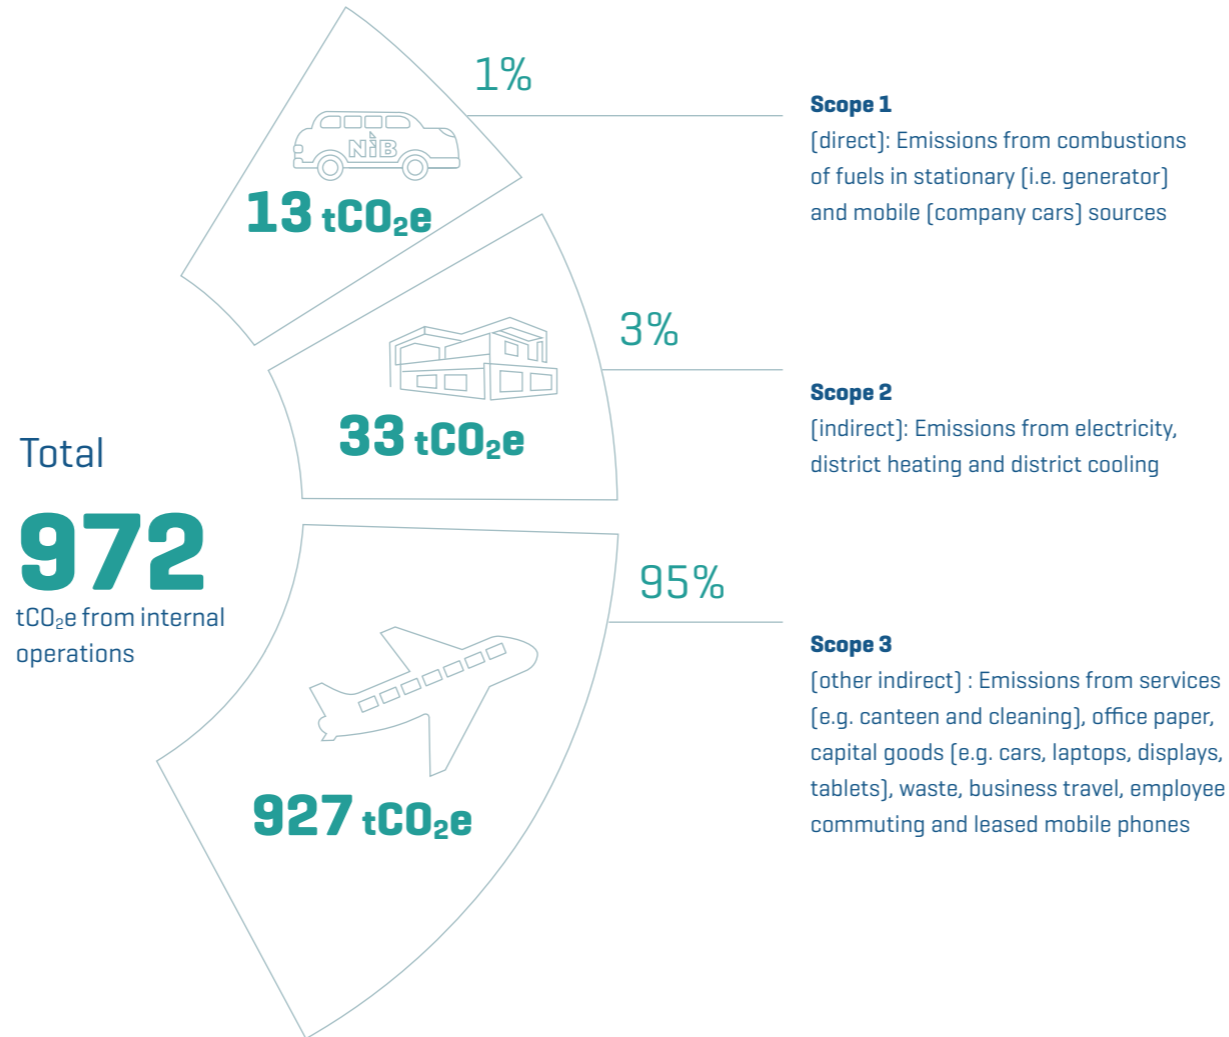 1%
Scope 1
(direct): Emissions from combustions
of fuels in stationary (i.e. generator)
and mobile (company cars) sources
NIB
13 tCO₂e
3%
Scope 2
(indirect): Emissions from electricity,
district heating and district cooling
33 tCO₂e
Total
972
tCO₂e from internal
operations
95%
Scope 3
(other indirect) : Emissions from services
(e.g. canteen and cleaning), office paper,
capital goods (e.g. cars, laptops, displays,
tablets), waste, business travel, employee
commuting and leased mobile phones
927 tCO₂e